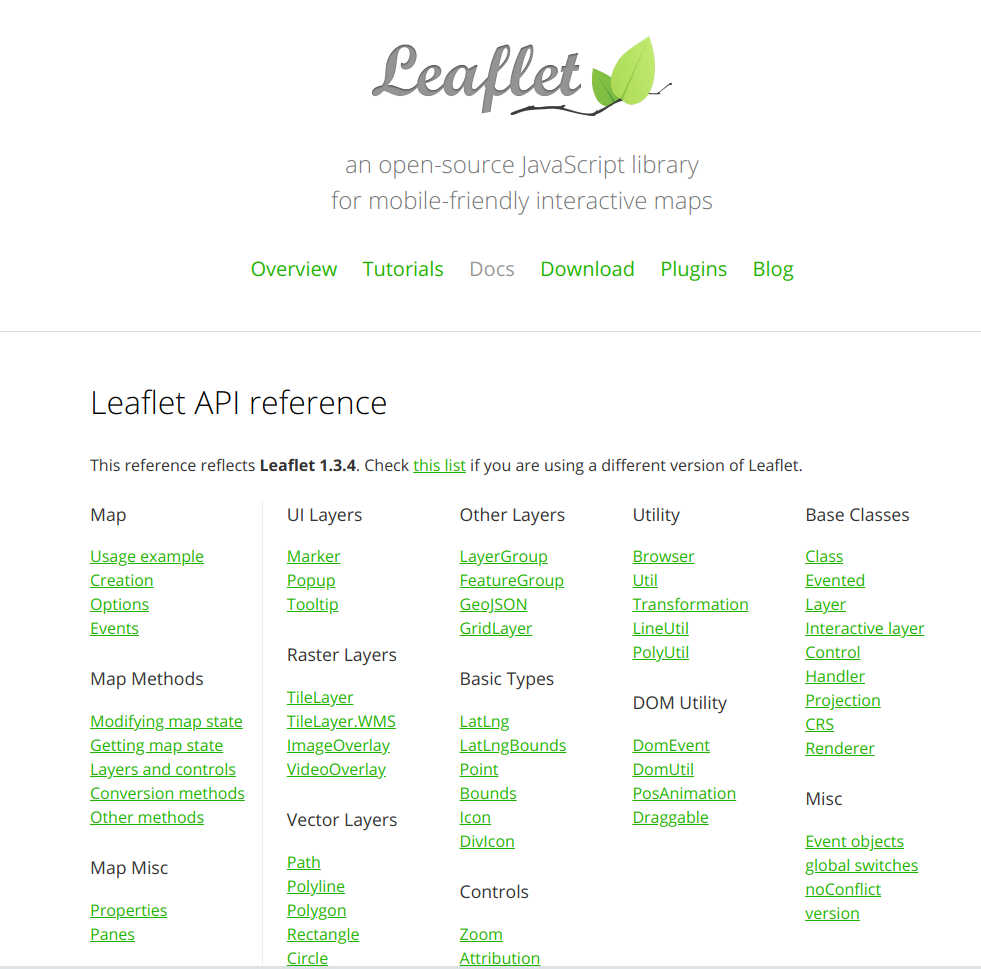 Leaflet
an open-source JavaScript library
for mobile-friendly interactive maps
Overview Tutorials Docs Download Plugins Blog
Leaflet API reference
This reference reflects Leaflet 1.3.4. Check this list if you are using a different version of Leaflet.
Map
Usage example
Creation
Options
Events
Map Methods
Modifying map state
Getting map state
Layers and controls
Conversion methods
Other methods
Map Misc
Properties
Panes
UI Layers
Marker
Popup
Tooltip
Raster Layers
TileLayer
TileLayer.WMS
ImageOverlay
VideoOverlay
Vector Layers
Path
Polyline
Polygon
Rectangle
Circle
Other Layers
LayerGroup
FeatureGroup
GeoJSON
GridLayer
Basic Types
LatLng
LatLngBounds
Point
Bounds
Icon
DivIcon
Controls
Zoom
Attribution
Utility
Browser
Util
Transformation
LineUtil
PolyUtil
DOM Utility
DomEvent
DomUtil
PosAnimation
Draggable
Base Classes
Class
Evented
Layer
Interactive layer
Control
Handler
Projection
CRS
Renderer
Misc
Event objects
global switches
noConflict
version